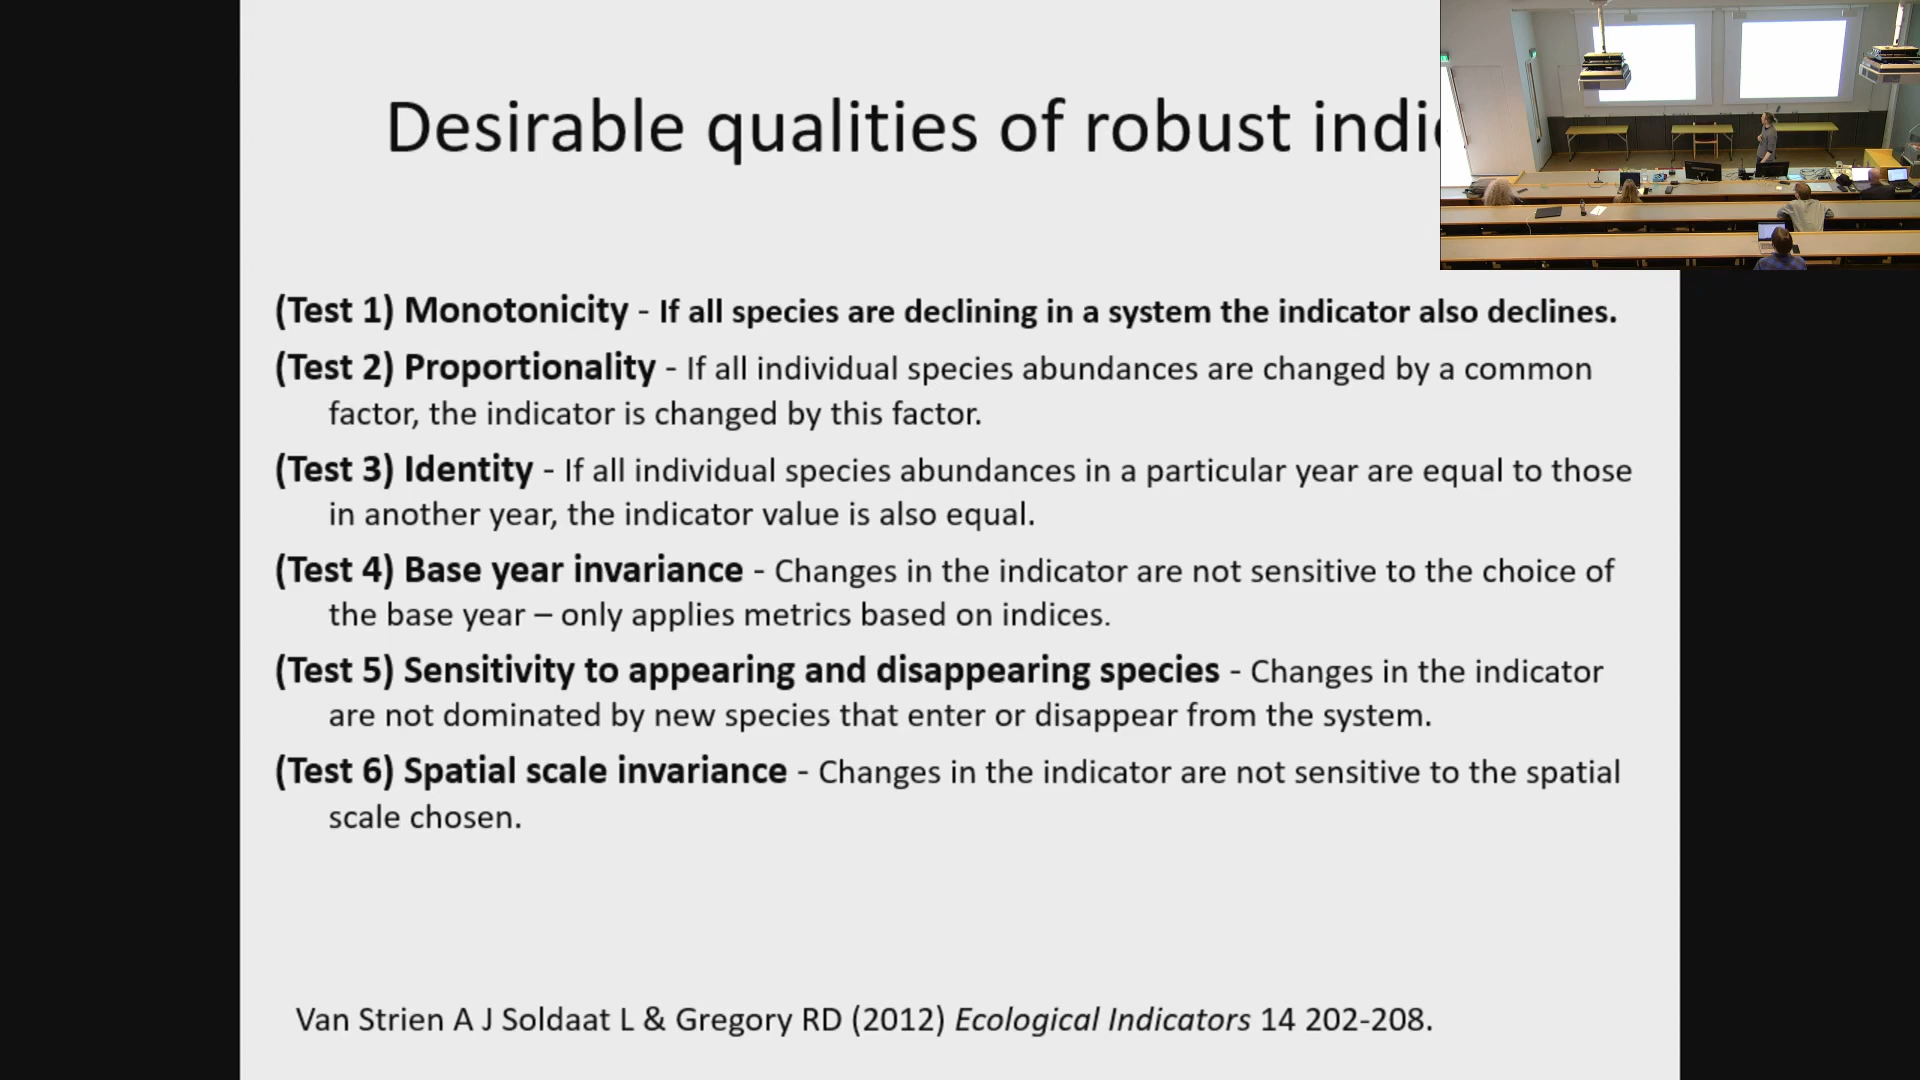 Desirable qualities of robust
(Test 1) Monotonicity - If all species are declining in a system the indicator also declines.
(Test 2) Proportionality - If all individual species abundances are changed by a common
factor, the indicator is changed by this factor.
(Test 3) Identity - If all individual species abundances in a particular year are equal to those
in another year, the indicator value is also equal.
(Test 4) Base year invariance - Changes in the indicator are not sensitive to the choice of
the base year – only applies metrics based on indices.
(Test 5) Sensitivity to appearing and disappearing species - Changes in the indicator
are not dominated by new species that enter or disappear from the system.
(Test 6) Spatial scale invariance - Changes in the indicator are not sensitive to the spatial
scale chosen.
Van Strien A J Soldaat L & Gregory RD (2012) Ecological Indicators 14 202-208.